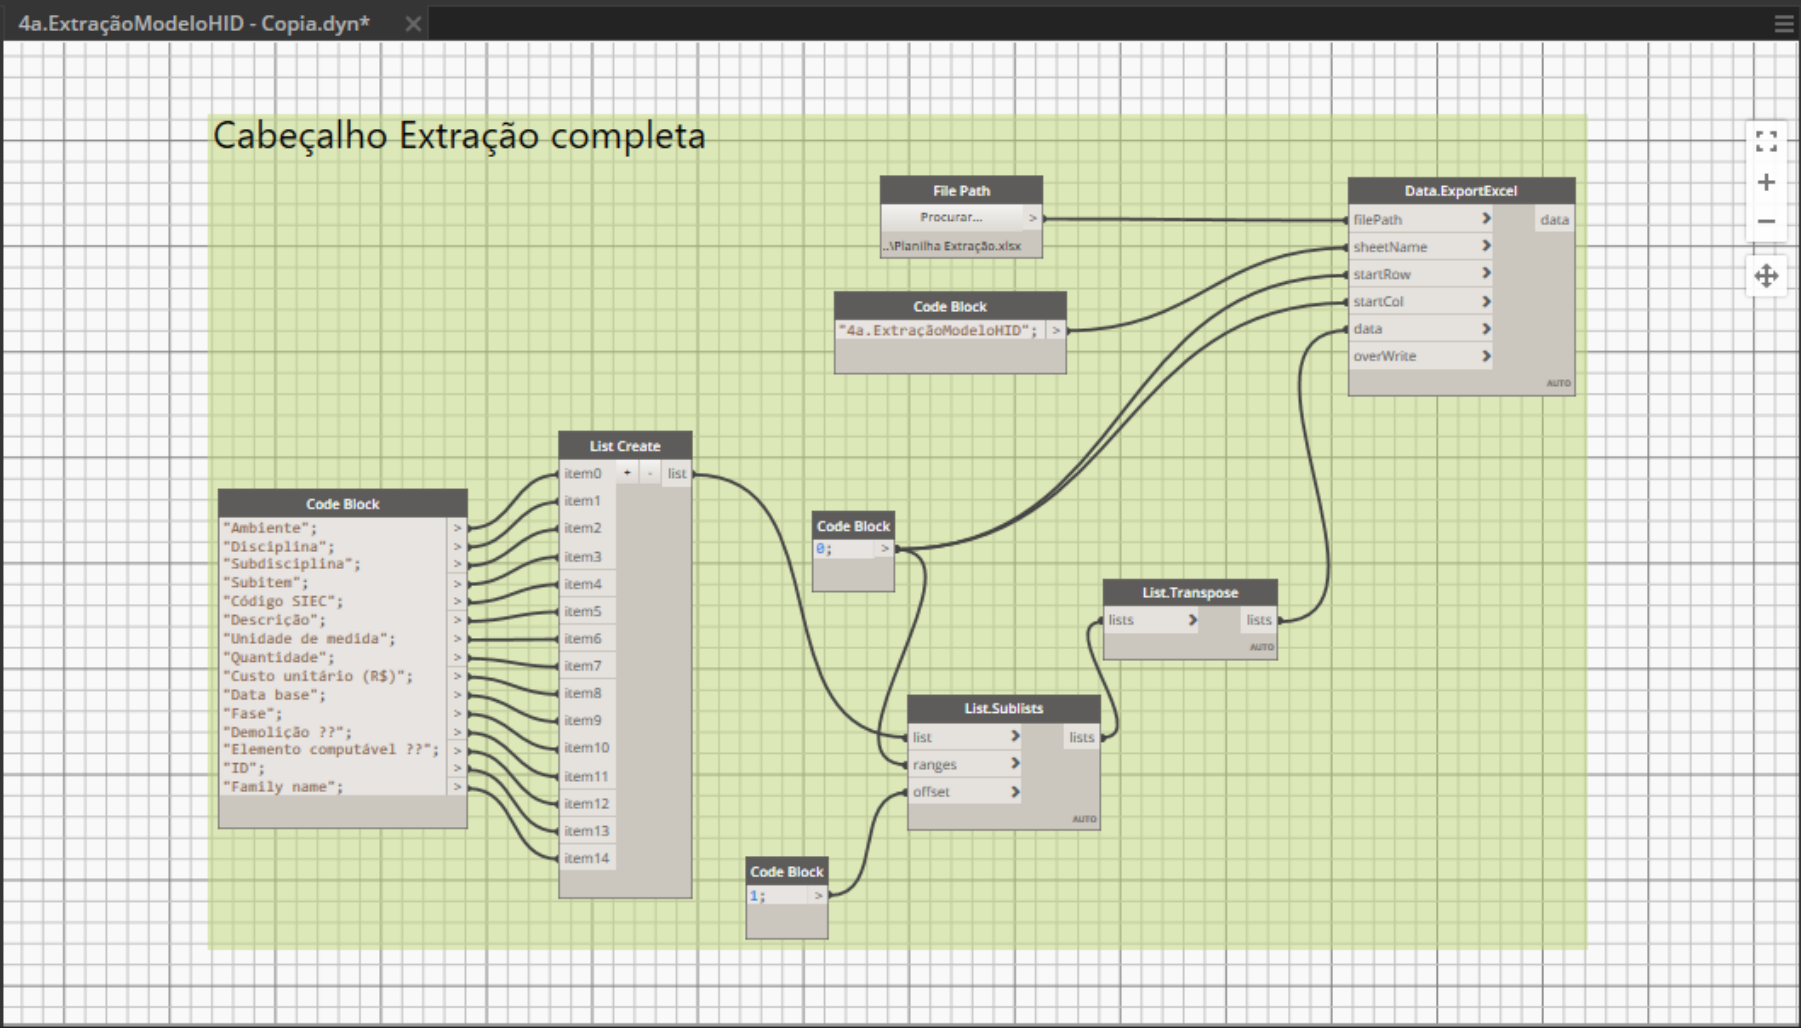 4a.ExtraçãoModeloHID - Copia.dyn*
Cabeçalho Extração completa
File Path
Procurar... >
..\Planilha Extração.xlsx
Code Block
"4a.ExtraçãoModeloHID"; >
Data.ExportExcel
filePath data
sheetName
startRow
startCol
data
overWrite
AUTO
Code Block
"Ambiente"; >
"Disciplina"; >
"Subdisciplina"; >
"Subitem"; >
"Código SIEC"; >
"Descrição"; >
"Unidade de medida"; >
"Quantidade"; >
"Custo unitário (R$)"; >
"Data base"; >
"Fase"; >
"Demolição ??"; >
"Elemento computável ??"; >
"ID"; >
"Family name"; >
List Create
item0 + - list
item1
item2
item3
item4
item5
item6
item7
item8
item9
item10
item11
item12
item13
item14
Code Block
0; >
List.Transpose
lists lists
AUTO
List.Sublists
list lists
ranges
offset
AUTO
Code Block
1; >